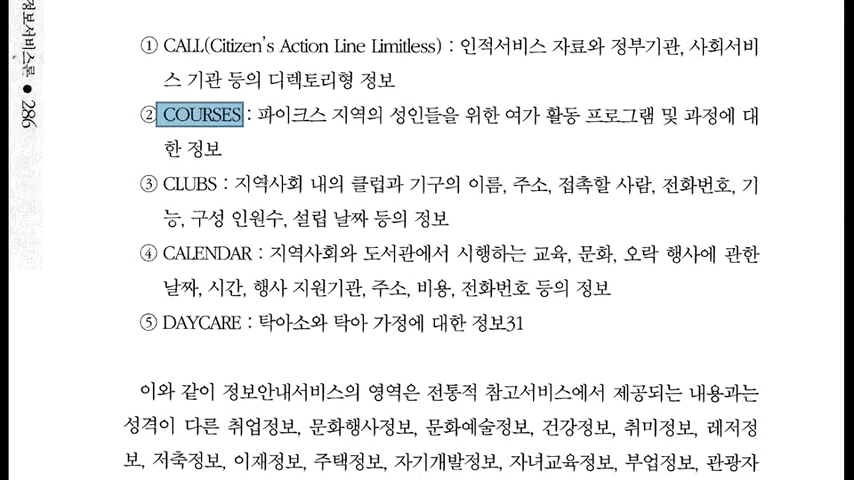 정보서비스론 ● 286
① CALL(Citizen's Action Line Limitless) : 인적서비스 자료와 정부기관, 사회서비
스 기관 등의 디렉토리형 정보
② COURSES : 파이크스 지역의 성인들을 위한 여가 활동 프로그램 및 과정에 대
한 정보
③ CLUBS : 지역사회 내의 클럽과 기구의 이름, 주소, 접촉할 사람, 전화번호, 기
능, 구성 인원수, 설립 날짜 등의 정보
④ CALENDAR : 지역사회와 도서관에서 시행하는 교육, 문화, 오락 행사에 관한
날짜, 시간, 행사 지원기관, 주소, 비용, 전화번호 등의 정보
⑤ DAYCARE : 탁아소와 탁아 가정에 대한 정보31
이와 같이 정보안내서비스의 영역은 전통적 참고서비스에서 제공되는 내용과는
성격이 다른 취업정보, 문화행사정보, 문화예술정보, 건강정보, 취미정보, 레저정
보, 저축정보, 이재정보, 주택정보, 자기개발정보, 자녀교육정보, 부업정보, 관광자